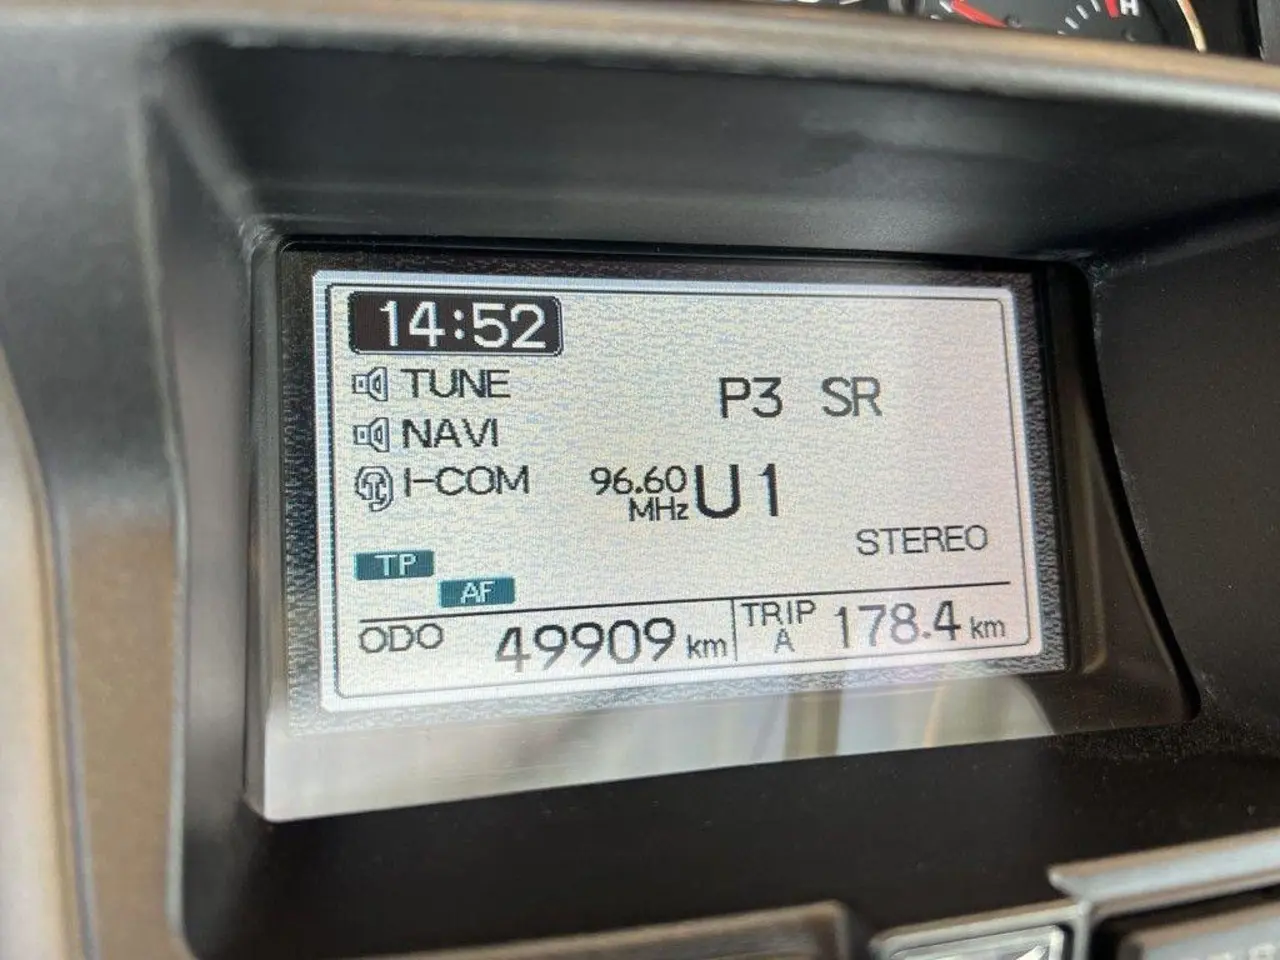 H
14:52
TUNE
P3 SR
NAVI
I-COM
96.60 MHz U1
STEREO
TP
AF
ODO 49909 km TRIP A 178.4 km